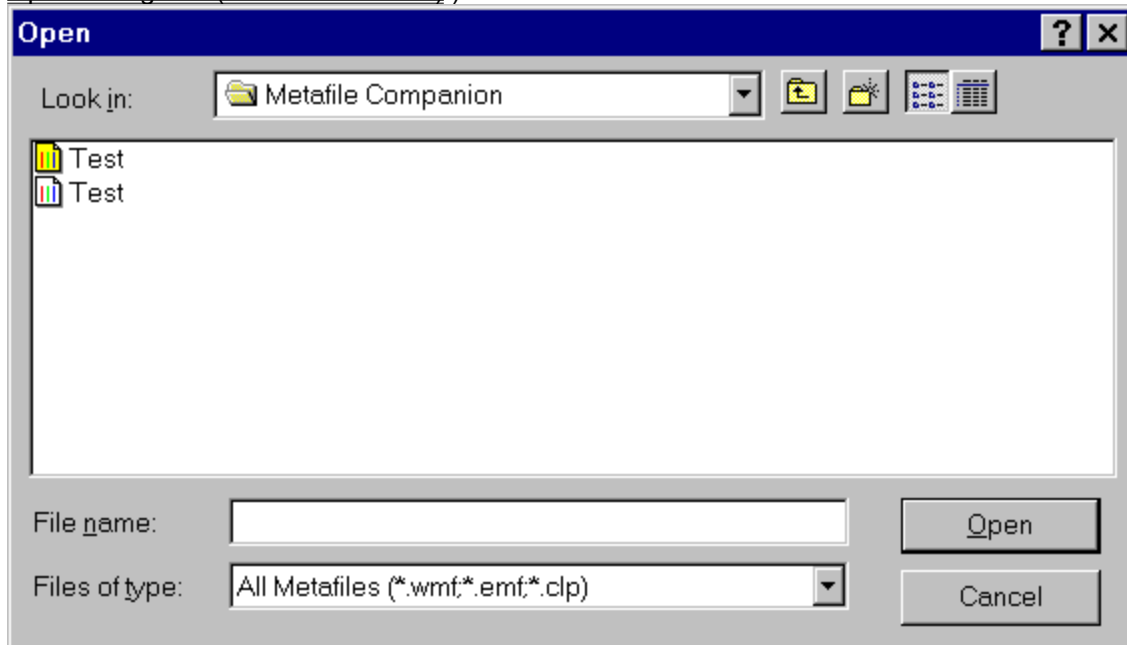 Open
Look in:
Metafile Companion
Test
Test
File name:
Open
Files of type:
All Metafiles (*.wmf;*.emf;*.clp)
Cancel